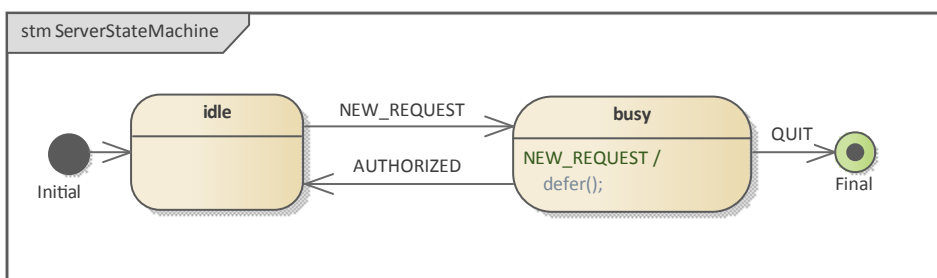 stm ServerStateMachine
idle
NEW_REQUEST
busy
AUTHORIZED
NEW_REQUEST /
defer();
QUIT
Initial
Final